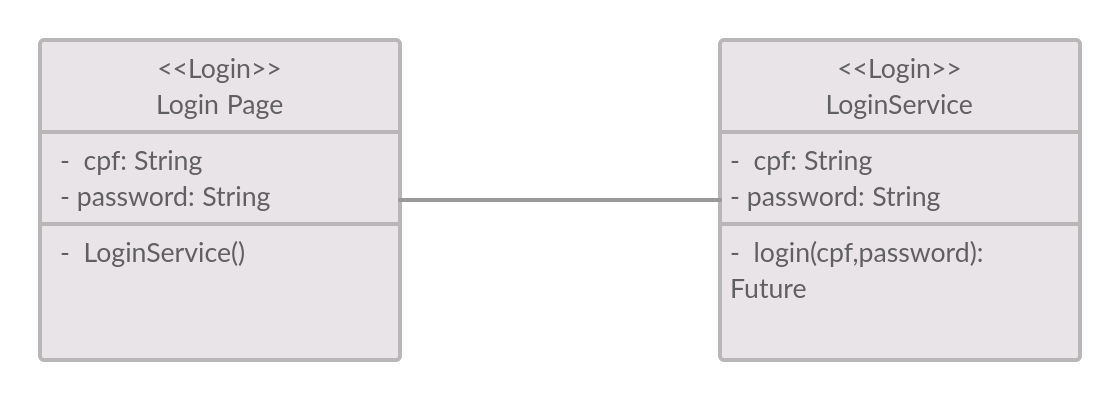 <<Login>>
Login Page
- cpf: String
- password: String
- LoginService()
<<Login>>
LoginService
- cpf: String
- password: String
- login(cpf,password):
Future